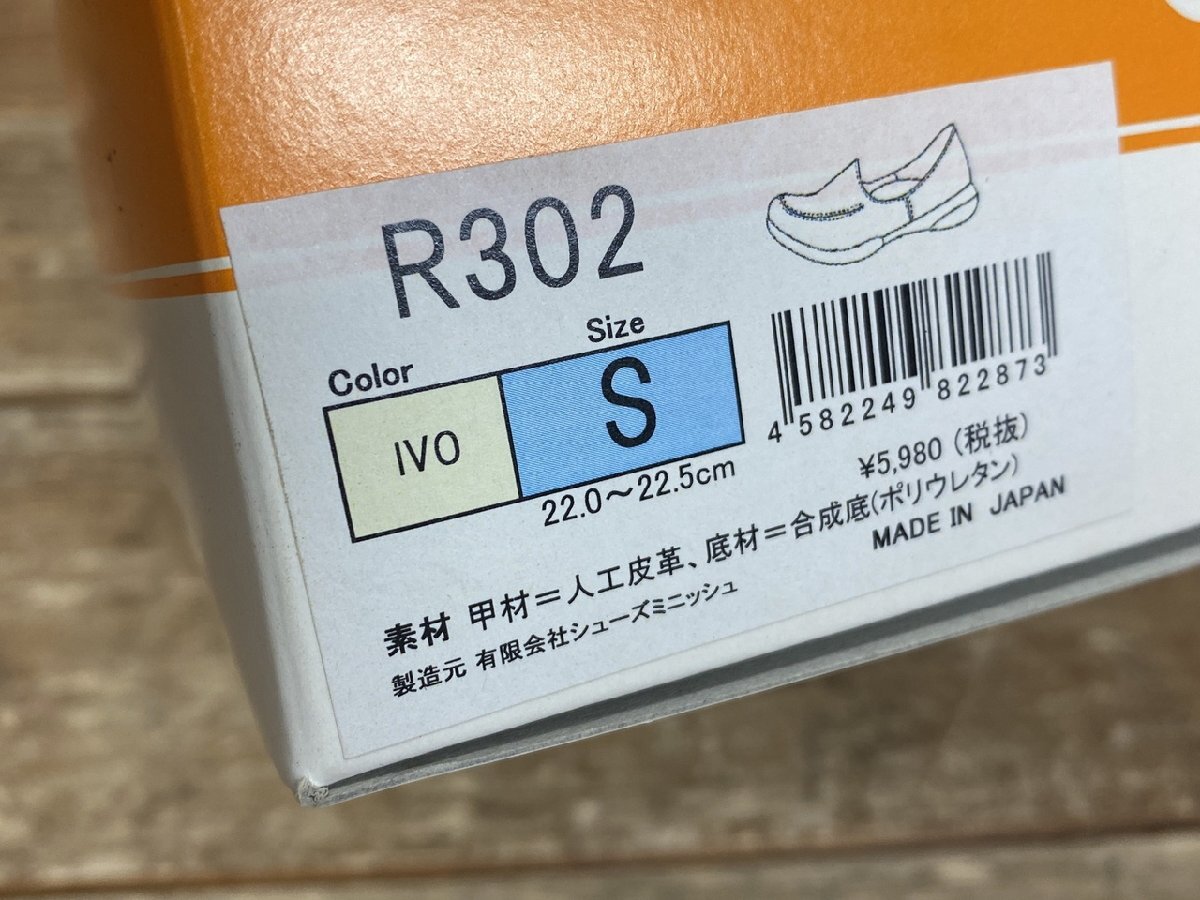 R302
Color
Size
IVO
S
22.0～22.5cm
4 582249 822873
¥5,980 (税抜)
素材 甲材＝人工皮革、底材＝合成底(ポリウレタン)
MADE IN JAPAN
製造元 有限会社シューズミニッシュ